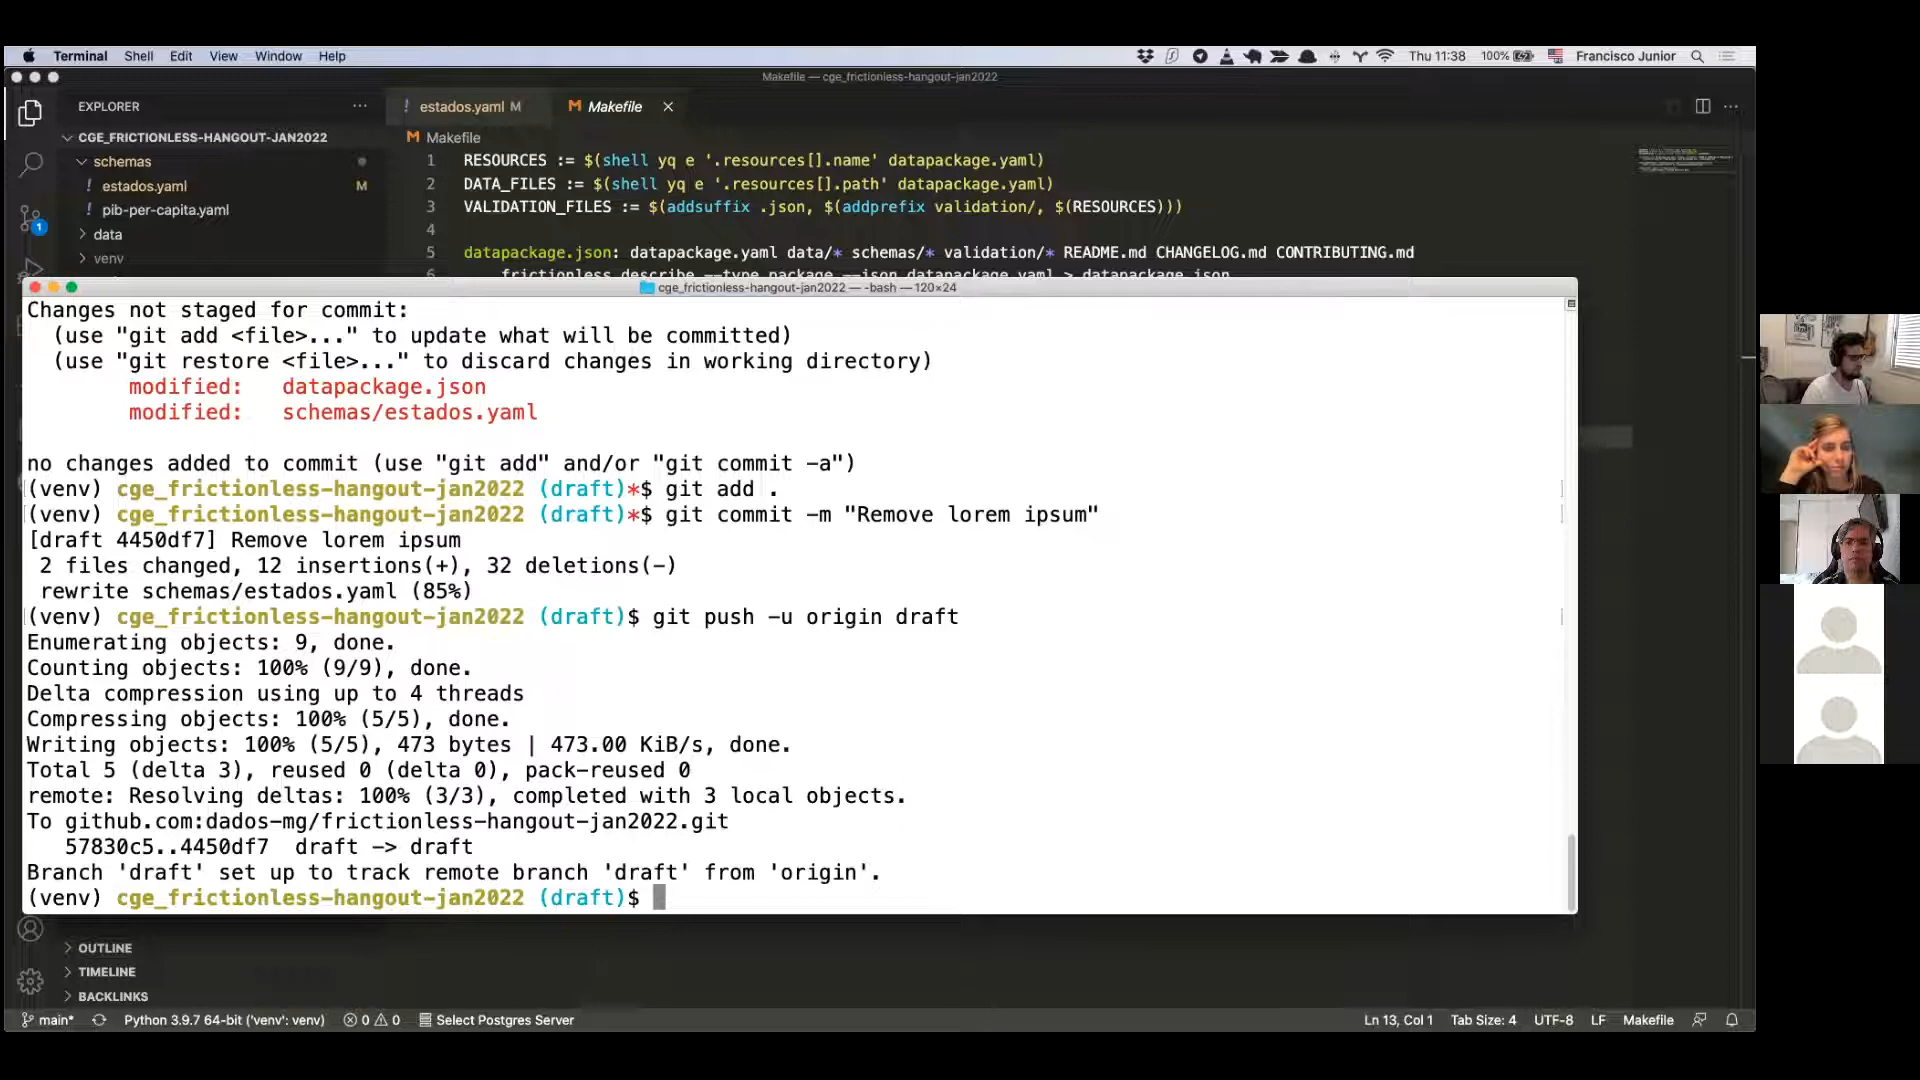 Terminal Shell Edit View Window Help Thu 11:38 100% Francisco Junior
Makefile — cge_frictionless-hangout-jan2022
EXPLORER ... ! estados.yaml M M Makefile ×
CGE_FRICTIONLESS-HANGOUT-JAN2022
M Makefile
schemas
! estados.yaml M
! pib-per-capita.yaml
data
venv
1
1 RESOURCES := $(shell yq e '.resources[].name' datapackage.yaml)
2 DATA_FILES := $(shell yq e '.resources[].path' datapackage.yaml)
3 VALIDATION_FILES := $(addsuffix .json, $(addprefix validation/, $(RESOURCES)))
4
5 datapackage.json: datapackage.yaml data/* schemas/* validation/* README.md CHANGELOG.md CONTRIBUTING.md
6 frictionless describe --type package --json datapackage.yaml > datapackage.json
cge_frictionless-hangout-jan2022 — -bash — 120×24
Changes not staged for commit:
(use "git add <file>..." to update what will be committed)
(use "git restore <file>..." to discard changes in working directory)
modified: datapackage.json
modified: schemas/estados.yaml
no changes added to commit (use "git add" and/or "git commit -a")
(venv) cge_frictionless-hangout-jan2022 (draft)*$ git add .
(venv) cge_frictionless-hangout-jan2022 (draft)*$ git commit -m "Remove lorem ipsum"
[draft 4450df7] Remove lorem ipsum
2 files changed, 12 insertions(+), 32 deletions(-)
rewrite schemas/estados.yaml (85%)
(venv) cge_frictionless-hangout-jan2022 (draft)$ git push -u origin draft
Enumerating objects: 9, done.
Counting objects: 100% (9/9), done.
Delta compression using up to 4 threads
Compressing objects: 100% (5/5), done.
Writing objects: 100% (5/5), 473 bytes | 473.00 KiB/s, done.
Total 5 (delta 3), reused 0 (delta 0), pack-reused 0
remote: Resolving deltas: 100% (3/3), completed with 3 local objects.
To github.com:dados-mg/frictionless-hangout-jan2022.git
57830c5..4450df7 draft -> draft
Branch 'draft' set up to track remote branch 'draft' from 'origin'.
(venv) cge_frictionless-hangout-jan2022 (draft)$
OUTLINE
TIMELINE
BACKLINKS
main* Python 3.9.7 64-bit ('venv': venv) 0 0 Select Postgres Server Ln 13, Col 1 Tab Size: 4 UTF-8 LF Makefile